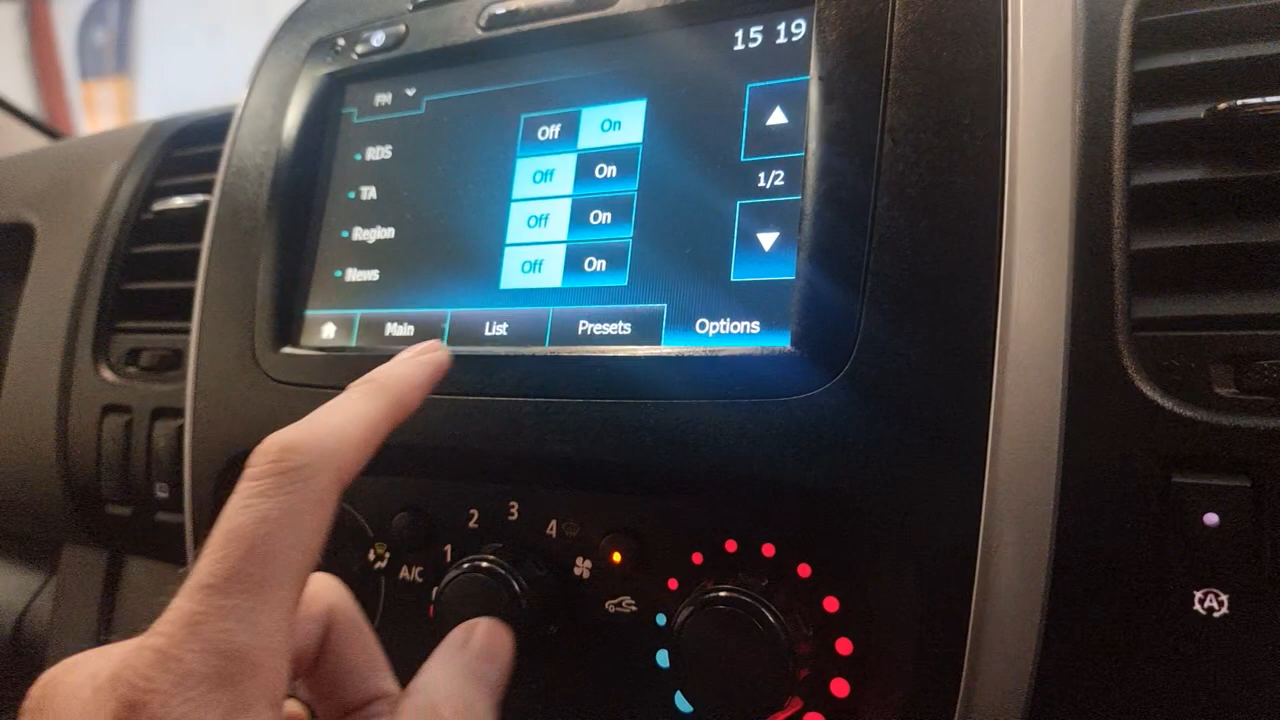 15 19
FM
RDS Off On
TA Off On
Region Off On
News Off On
1/2
Main List Presets Options
1 2 3 4
A/C
A